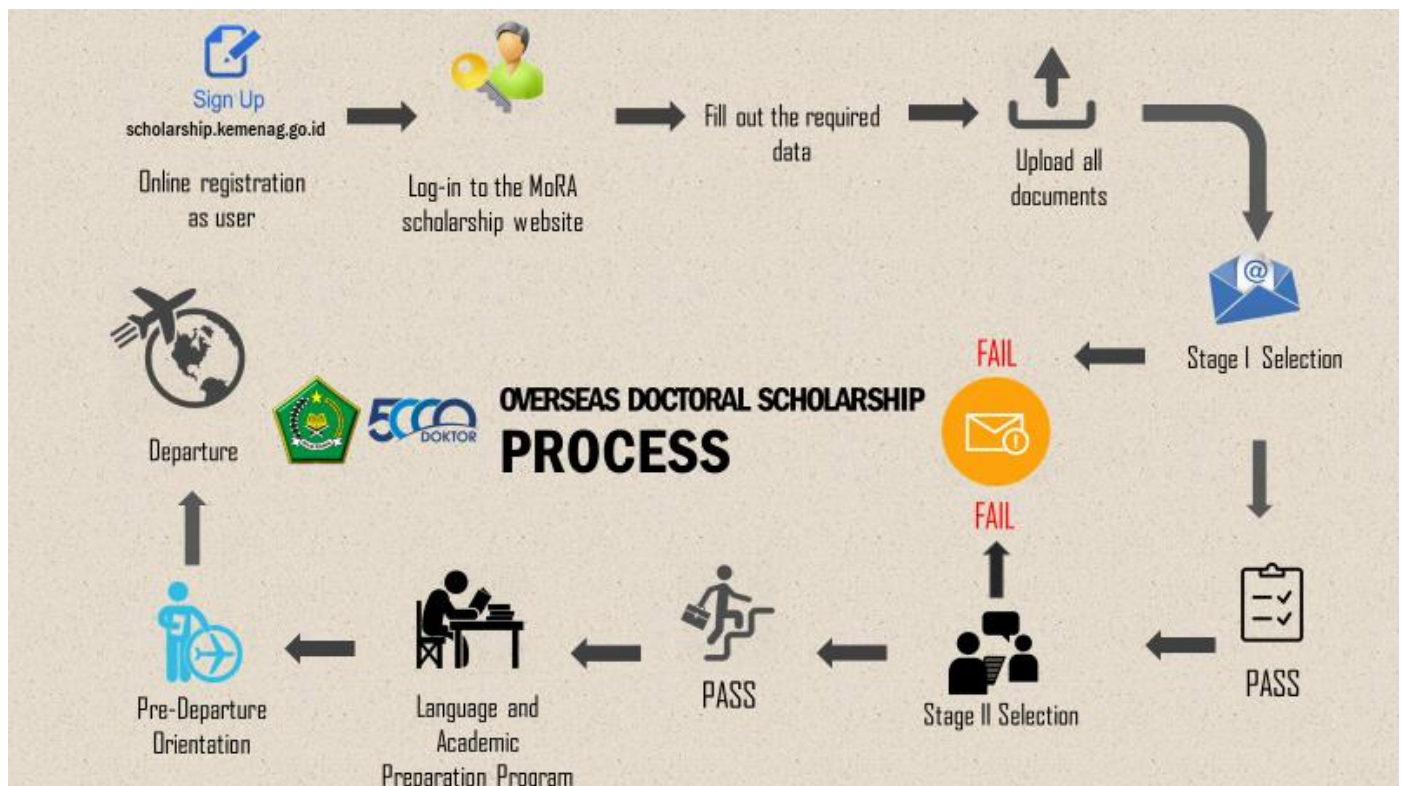 Sign Up
scholarship.kemenag.go.id
Online registration
as user
Log-in to the MoRA
scholarship website
Fill out the required
data
Upload all
documents
Stage I Selection
FAIL
FAIL
Departure
5000
DOKTOR
OVERSEAS DOCTORAL SCHOLARSHIP
PROCESS
PASS
Stage II Selection
PASS
Language and
Academic
Preparation Program
Pre-Departure
Orientation